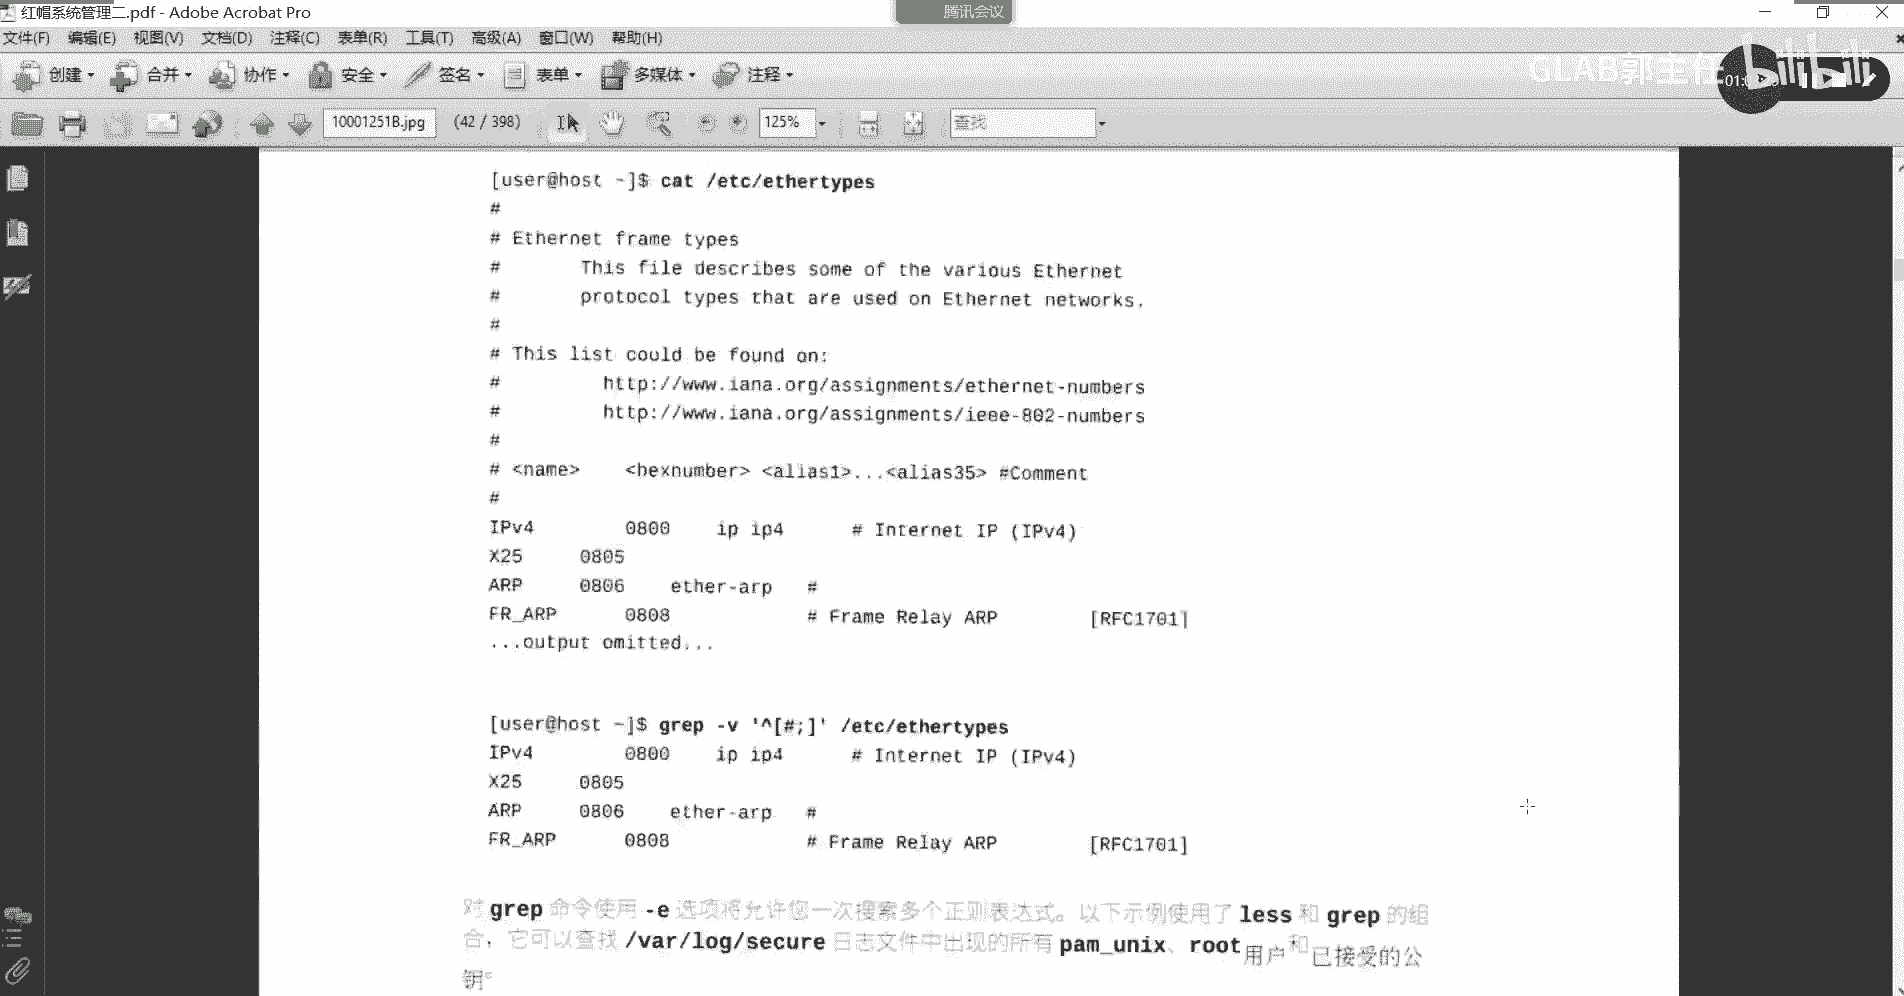 红帽系统管理二.pdf - Adobe Acrobat Pro
腾讯会议
文件(F) 编辑(E) 视图(V) 文档(D) 注释(C) 表单(R) 工具(T) 高级(A) 窗口(W) 帮助(H)
创建 合并 协作 安全 签名 表单 多媒体 注释
GLAB郭主任 bilibili
10001251B.jpg (42 / 398) 125% 查找
[user@host ~]$ cat /etc/ethertypes
#
# Ethernet frame types
# This file describes some of the various Ethernet
# protocol types that are used on Ethernet networks.
#
# This list could be found on:
# http://www.iana.org/assignments/ethernet-numbers
# http://www.iana.org/assignments/ieee-802-numbers
#
# <name> <hexnumber> <alias1>...<alias35> #Comment
#
IPv4 0800 ip ip4 # Internet IP (IPv4)
X25 0805
ARP 0806 ether-arp #
FR_ARP 0808 # Frame Relay ARP [RFC1701]
...output omitted...
[user@host ~]$ grep -v '^[#;]' /etc/ethertypes
IPv4 0800 ip ip4 # Internet IP (IPv4)
X25 0805
ARP 0806 ether-arp #
FR_ARP 0808 # Frame Relay ARP [RFC1701]
对 grep 命令使用 -e 选项将允许您一次搜索多个正则表达式。以下示例使用了 less 和 grep 的组
合，它可以查找 /var/log/secure 日志文件中出现的所有 pam_unix、root 用户和已接受的公
钥。